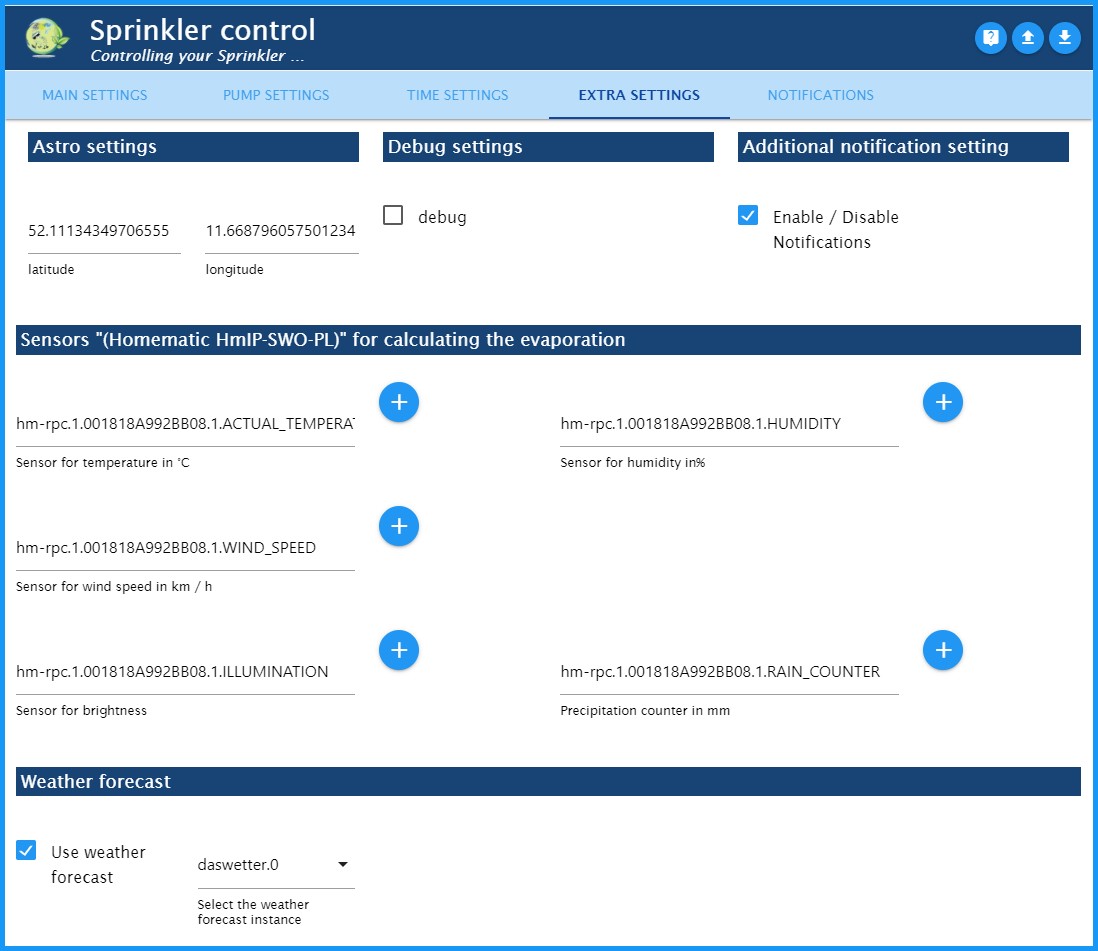 Sprinkler control
Controlling your Sprinkler ...
MAIN SETTINGS PUMP SETTINGS TIME SETTINGS EXTRA SETTINGS NOTIFICATIONS
Astro settings
52.11134349706555 11.668796057501234
latitude longitude
Debug settings
debug
Additional notification setting
Enable / Disable
Notifications
Sensors "(Homematic HmIP-SWO-PL)" for calculating the evaporation
hm-rpc.1.001818A992BB08.1.ACTUAL_TEMPERA
Sensor for temperature in °C
hm-rpc.1.001818A992BB08.1.HUMIDITY
Sensor for humidity in%
hm-rpc.1.001818A992BB08.1.WIND_SPEED
Sensor for wind speed in km / h
hm-rpc.1.001818A992BB08.1.ILLUMINATION
Sensor for brightness
hm-rpc.1.001818A992BB08.1.RAIN_COUNTER
Precipitation counter in mm
Weather forecast
Use weather
forecast
daswetter.0
Select the weather
forecast instance